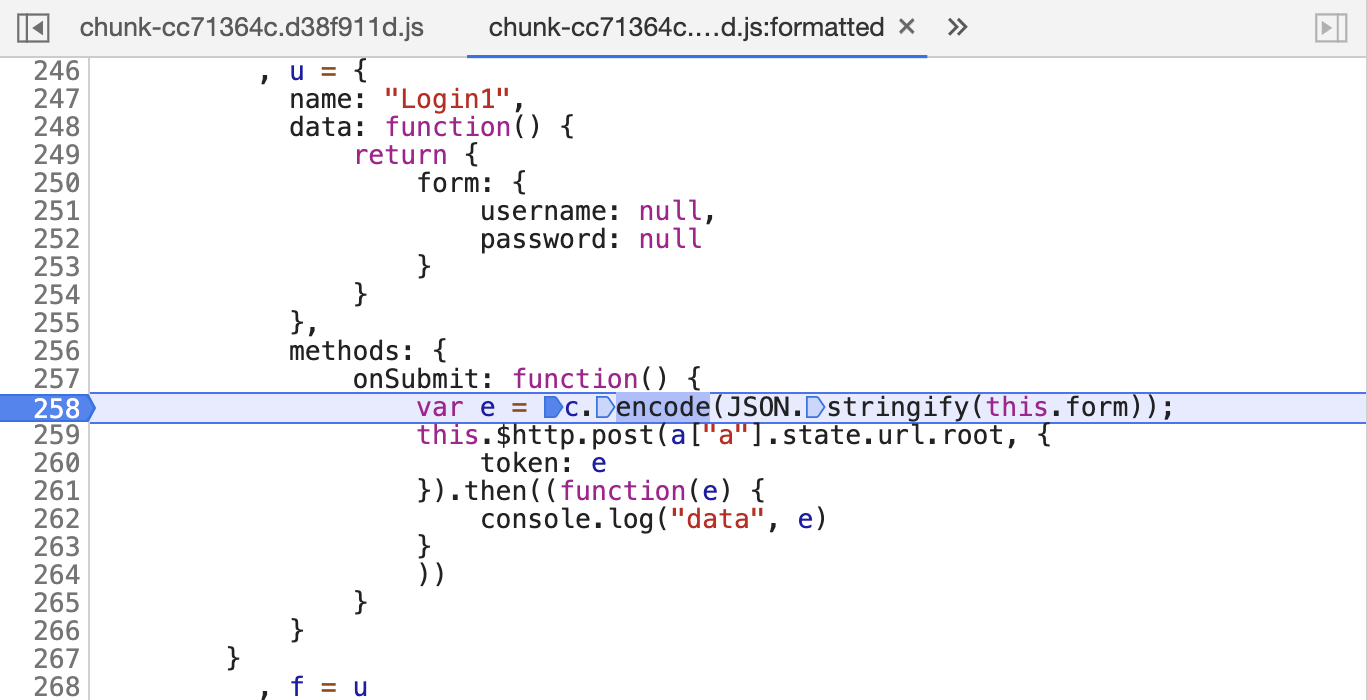 chunk-cc71364c.d38f911d.js chunk-cc71364c.…d.js:formatted × »
246 , u = {
247 name: "Login1",
248 data: function() {
249 return {
250 form: {
251 username: null,
252 password: null
253 }
254 }
255 },
256 methods: {
257 onSubmit: function() {
258 var e = c.encode(JSON.stringify(this.form));
259 this.$http.post(a["a"].state.url.root, {
260 token: e
261 }).then((function(e) {
262 console.log("data", e)
263 }
264 ))
265 }
266 }
267 }
268 , f = u